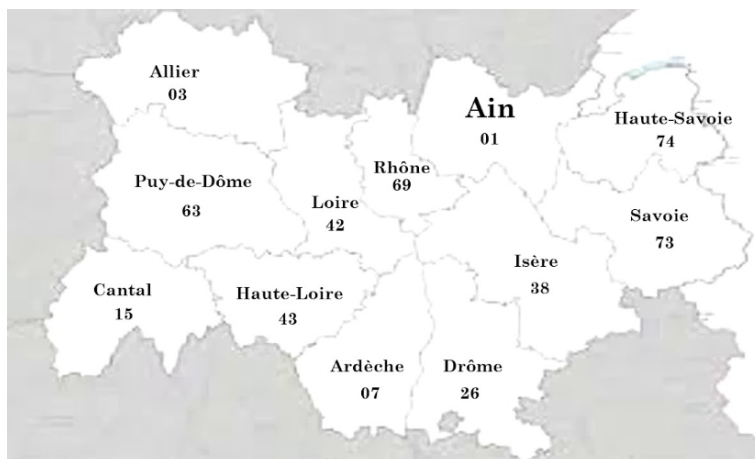 Allier
03
Ain
01
Haute-Savoie
74
Rhône
69
Puy-de-Dôme
63
Loire
42
Savoie
73
Isère
38
Cantal
15
Haute-Loire
43
Ardèche
07
Drôme
26